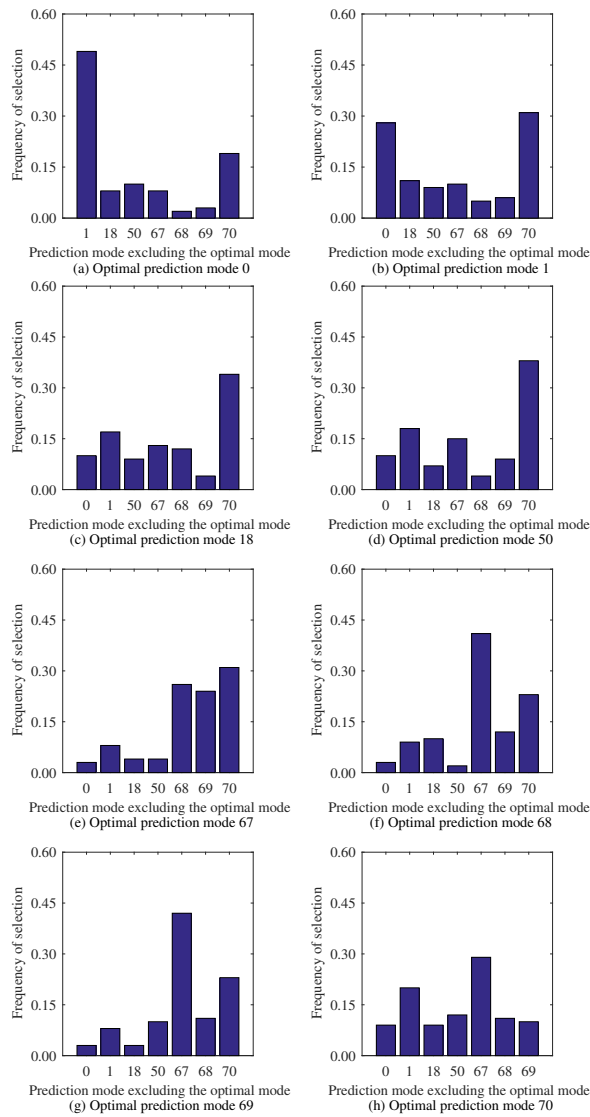 0.60
0.45
0.30
0.15
0.00
Frequency of selection
1 18 50 67 68 69 70
Prediction mode excluding the optimal mode
(a) Optimal prediction mode 0
0.60
0.45
0.30
0.15
0.00
Frequency of selection
0 18 50 67 68 69 70
Prediction mode excluding the optimal mode
(b) Optimal prediction mode 1
0.60
0.45
0.30
0.15
0.00
Frequency of selection
0 1 50 67 68 69 70
Prediction mode excluding the optimal mode
(c) Optimal prediction mode 18
0.60
0.45
0.30
0.15
0.00
Frequency of selection
0 1 18 67 68 69 70
Prediction mode excluding the optimal mode
(d) Optimal prediction mode 50
0.60
0.45
0.30
0.15
0.00
Frequency of selection
0 1 18 50 68 69 70
Prediction mode excluding the optimal mode
(e) Optimal prediction mode 67
0.60
0.45
0.30
0.15
0.00
Frequency of selection
0 1 18 50 67 69 70
Prediction mode excluding the optimal mode
(f) Optimal prediction mode 68
0.60
0.45
0.30
0.15
0.00
Frequency of selection
0 1 18 50 67 68 70
Prediction mode excluding the optimal mode
(g) Optimal prediction mode 69
0.60
0.45
0.30
0.15
0.00
Frequency of selection
0 1 18 50 67 68 69
Prediction mode excluding the optimal mode
(h) Optimal prediction mode 70